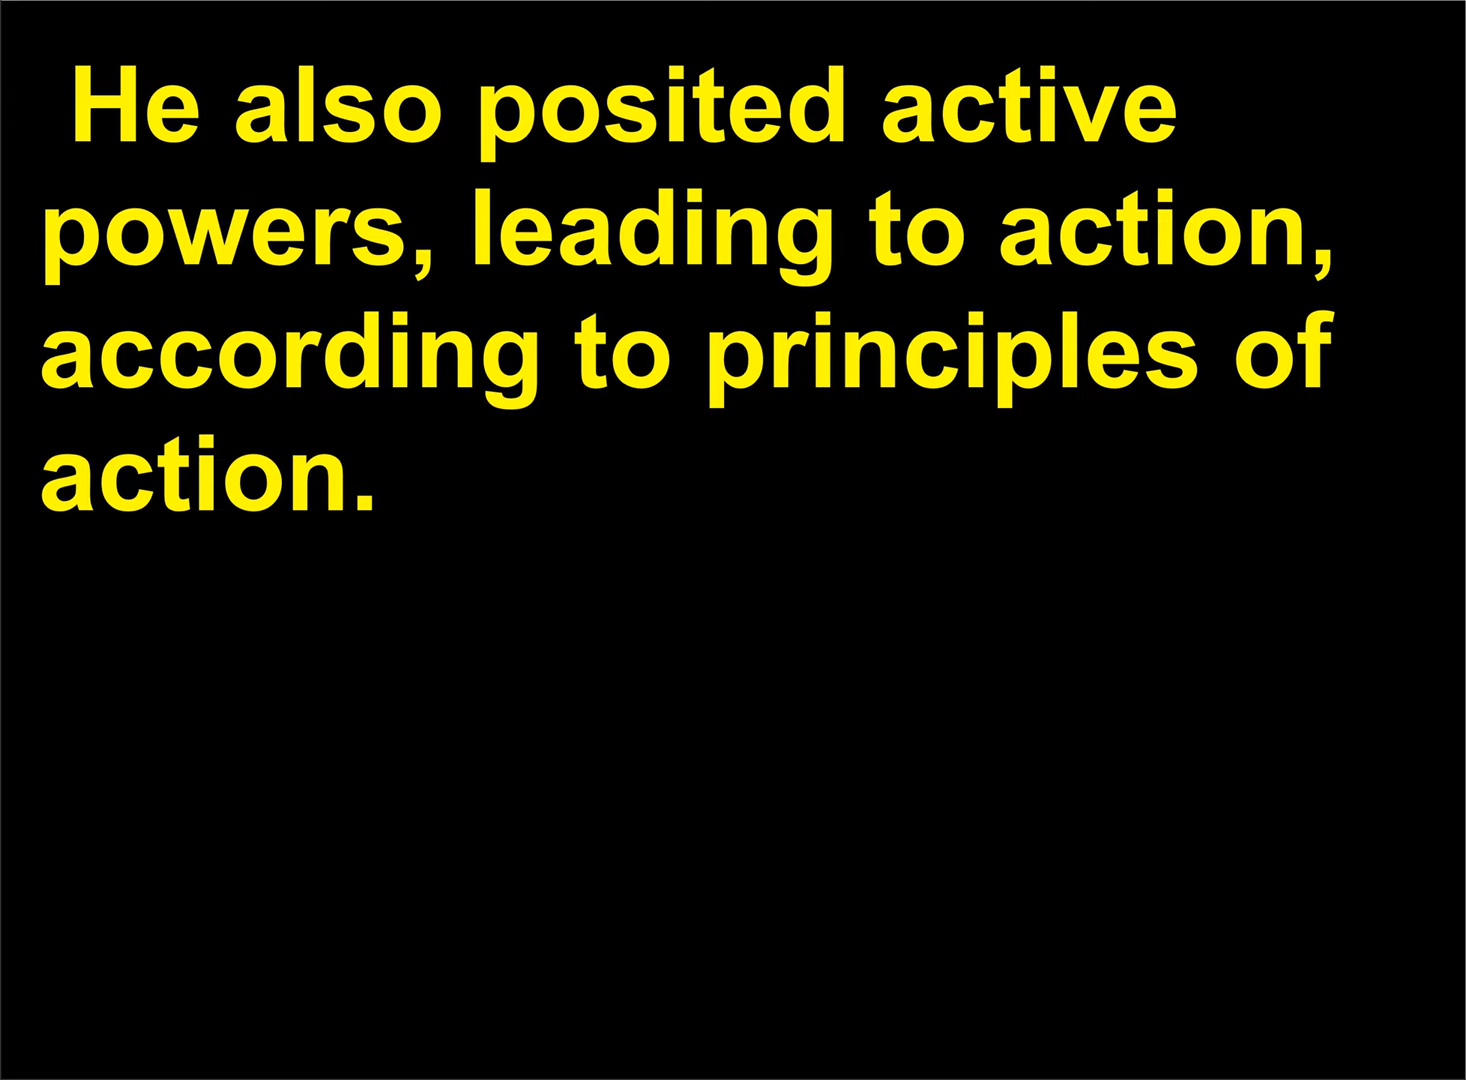 He also posited active
powers, leading to action,
according to principles of
action.